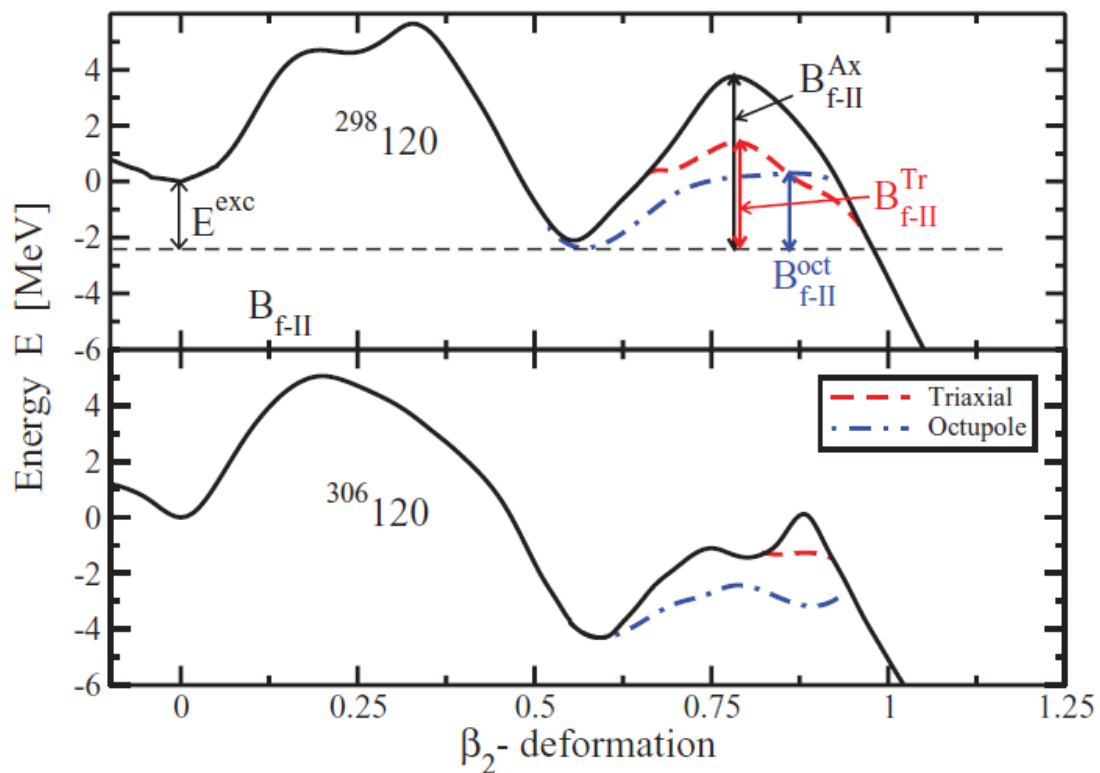 Energy E [MeV]
4
2
0
-2
-4
-6
²⁹⁸120
E^exc
B_f-II
B^Ax_f-II
B^Tr_f-II
B^oct_f-II
4
2
0
-2
-4
-6
³⁰⁶120
Triaxial
Octupole
0 0.25 0.5 0.75 1 1.25
β₂- deformation